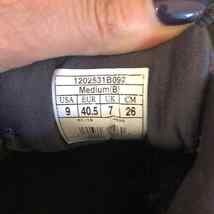 1202531B092
Medium(B)
USA EUR UK CM
9 40.5 7 26